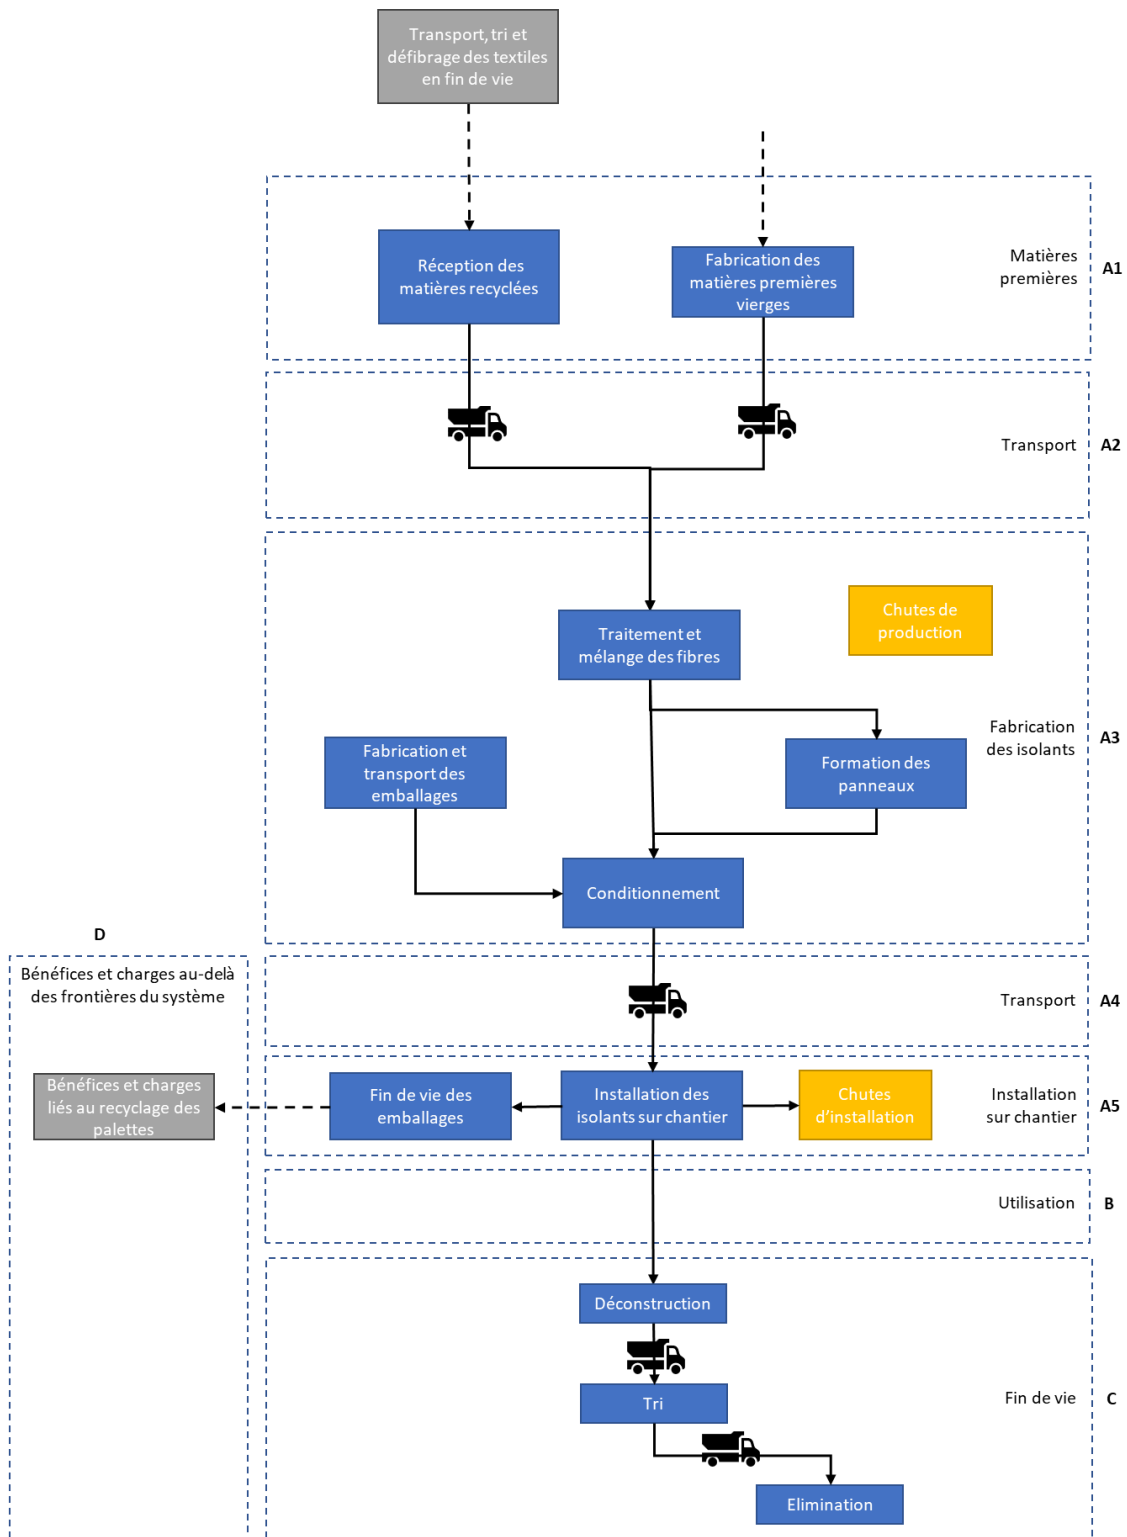 Transport, tri et
défibrage des textiles
en fin de vie
Réception des
matières recyclées
Fabrication des
matières premières
vierges
Matières
premières
A1
Transport
A2
Traitement et
mélange des fibres
Chutes de
production
Fabrication et
transport des
emballages
Formation des
panneaux
Fabrication
des isolants
A3
Conditionnement
D
Bénéfices et charges au-delà
des frontières du système
Transport
A4
Bénéfices et charges
liés au recyclage des
palettes
Fin de vie des
emballages
Installation des
isolants sur chantier
Chutes
d'installation
Installation
sur chantier
A5
Utilisation
B
Déconstruction
Tri
Fin de vie
C
Elimination